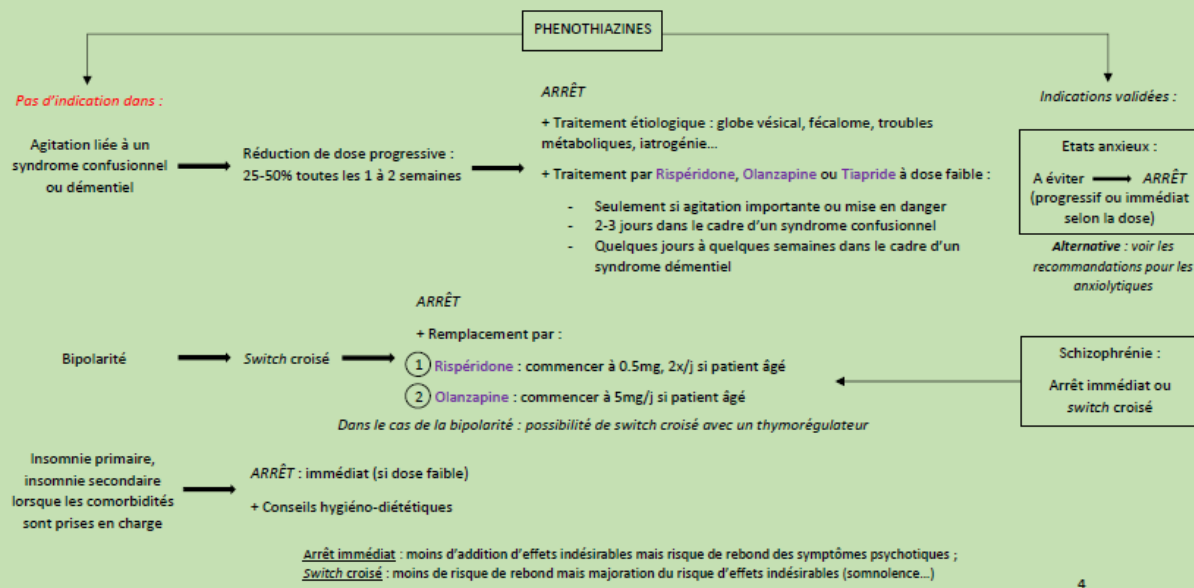 PHENOTHIAZINES
Pas d'indication dans :
Agitation liée à un
syndrome confusionnel
ou démentiel
Réduction de dose progressive :
25-50% toutes les 1 à 2 semaines
ARRÊT
+ Traitement étiologique : globe vésical, fécalome, troubles
métaboliques, iatrogénie…
+ Traitement par Rispéridone, Olanzapine ou Tiapride à dose faible :
- Seulement si agitation importante ou mise en danger
- 2-3 jours dans le cadre d'un syndrome confusionnel
- Quelques jours à quelques semaines dans le cadre d'un
syndrome démentiel
Indications validées :
Etats anxieux :
A éviter ARRÊT
(progressif ou immédiat
selon la dose)
Alternative : voir les
recommandations pour les
anxiolytiques
Bipolarité
Switch croisé
ARRÊT
+ Remplacement par :
1 Rispéridone : commencer à 0.5mg, 2x/j si patient âgé
2 Olanzapine : commencer à 5mg/j si patient âgé
Dans le cas de la bipolarité : possibilité de switch croisé avec un thymorégulateur
Schizophrénie :
Arrêt immédiat ou
switch croisé
Insomnie primaire,
insomnie secondaire
lorsque les comorbidités
sont prises en charge
ARRÊT : immédiat (si dose faible)
+ Conseils hygiéno-diététiques
Arrêt immédiat : moins d'addition d'effets indésirables mais risque de rebond des symptômes psychotiques ;
Switch croisé : moins de risque de rebond mais majoration du risque d'effets indésirables (somnolence…)
4